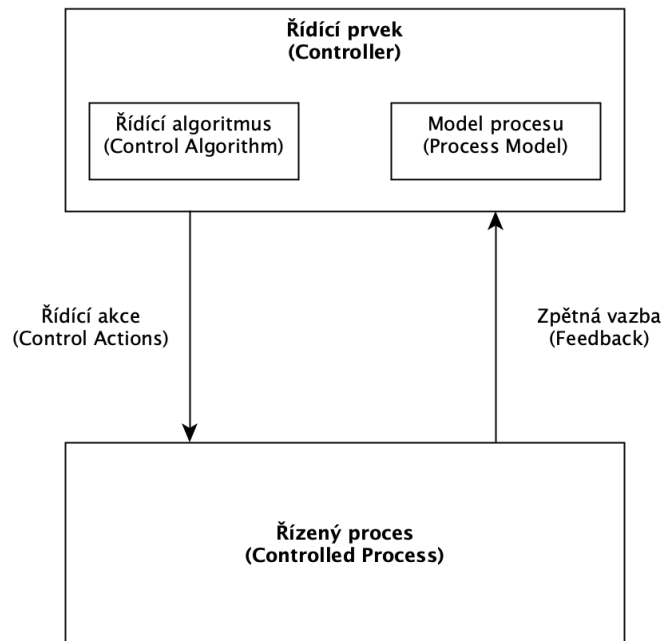 Řídící prvek
(Controller)
Řídící algoritmus
(Control Algorithm)
Model procesu
(Process Model)
Řídící akce
(Control Actions)
Zpětná vazba
(Feedback)
Řízený proces
(Controlled Process)